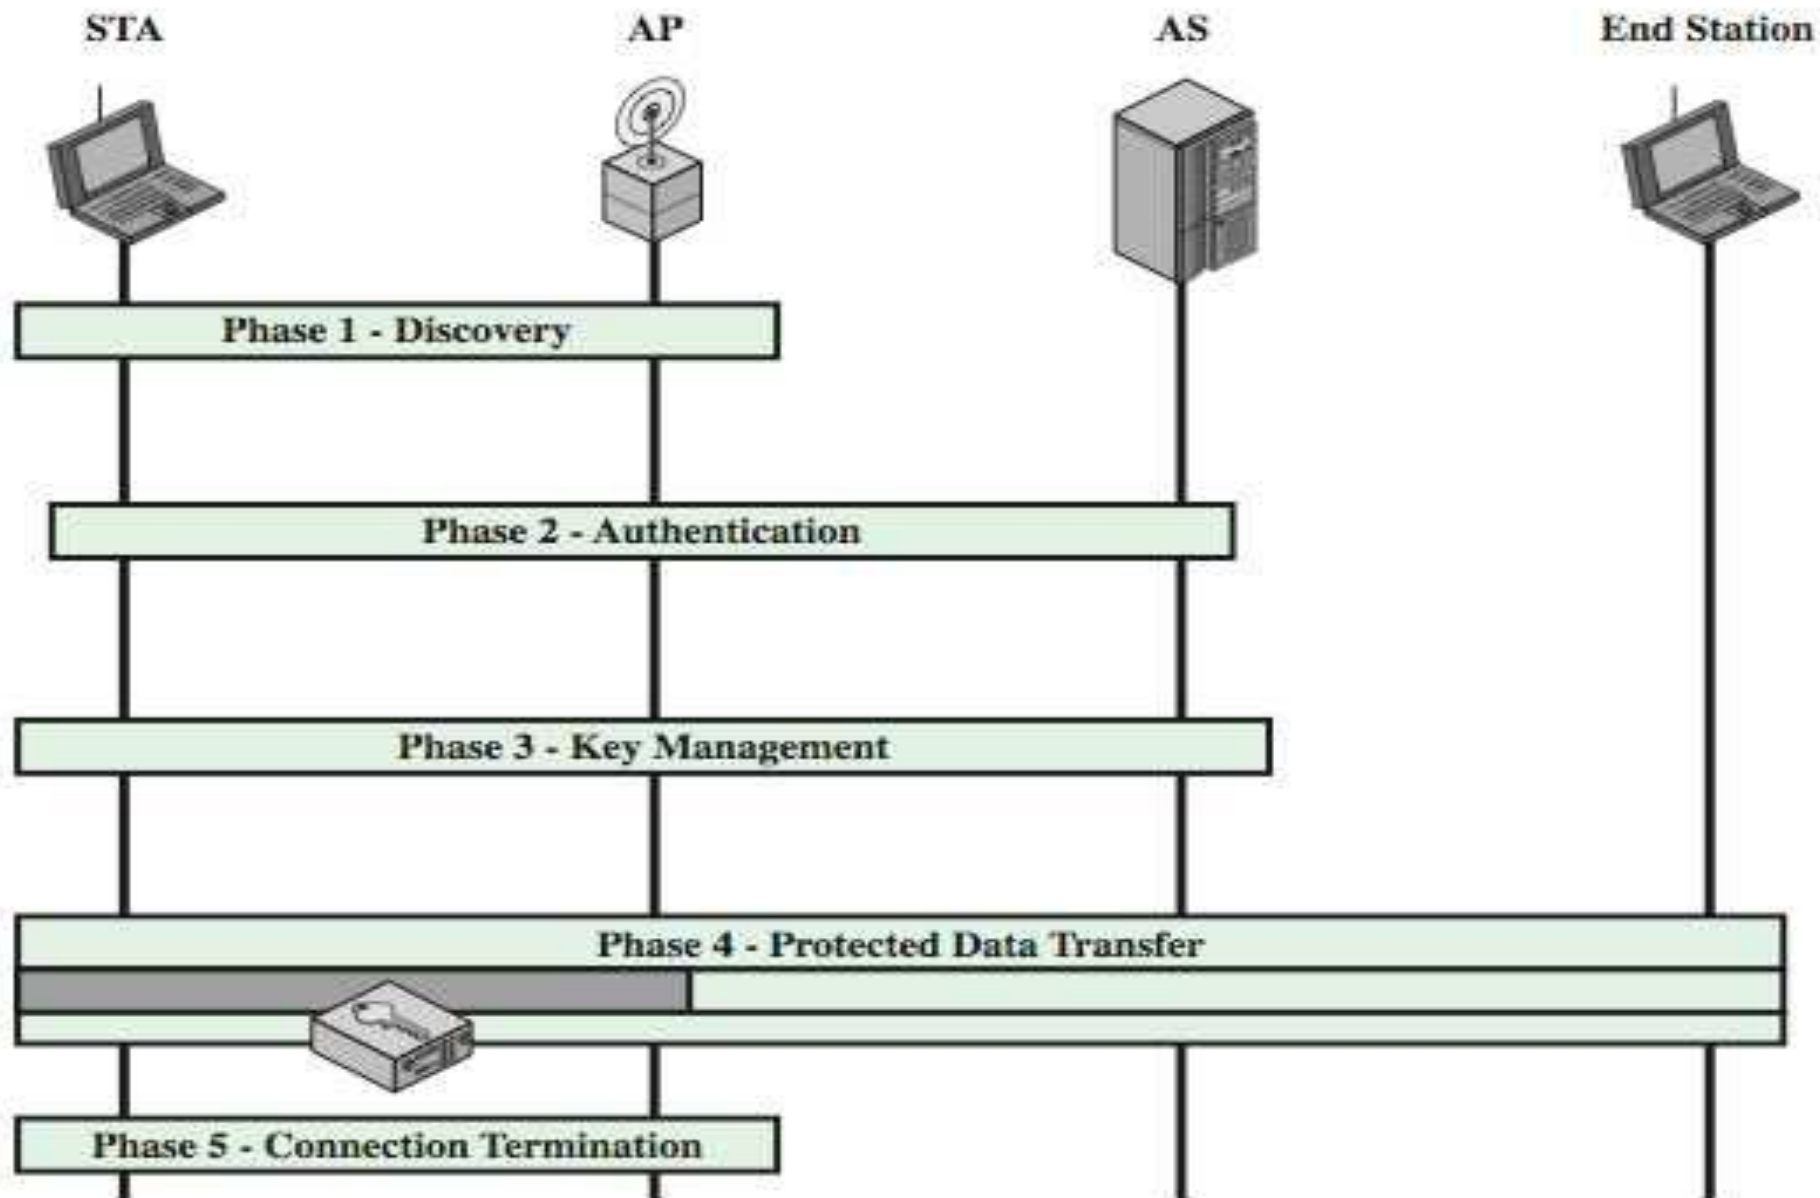 STA
AP
AS
End Station
Phase 1 - Discovery
Phase 2 - Authentication
Phase 3 - Key Management
Phase 4 - Protected Data Transfer
Phase 5 - Connection Termination